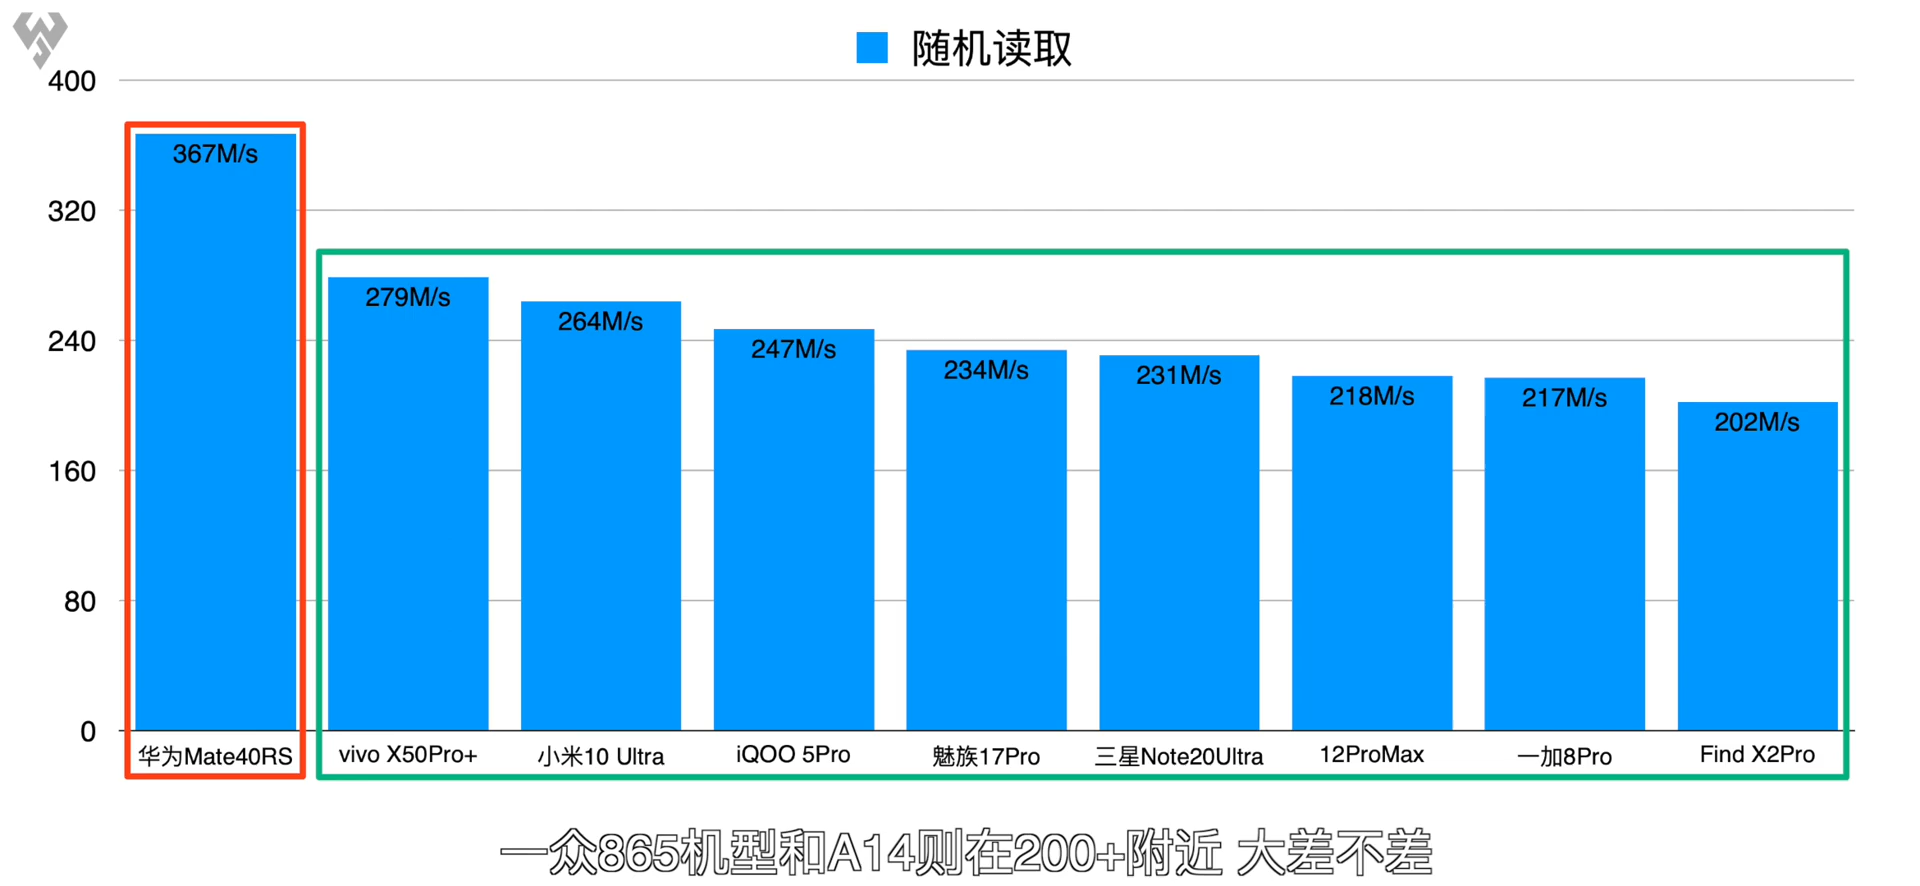 随机读取
400
320
240
160
80
0
367M/s
279M/s
264M/s
247M/s
234M/s
231M/s
218M/s
217M/s
202M/s
华为Mate40RS
vivo X50Pro+
小米10 Ultra
iQOO 5Pro
魅族17Pro
三星Note20Ultra
12ProMax
一加8Pro
Find X2Pro
一众865机型和A14则在200+附近 大差不差